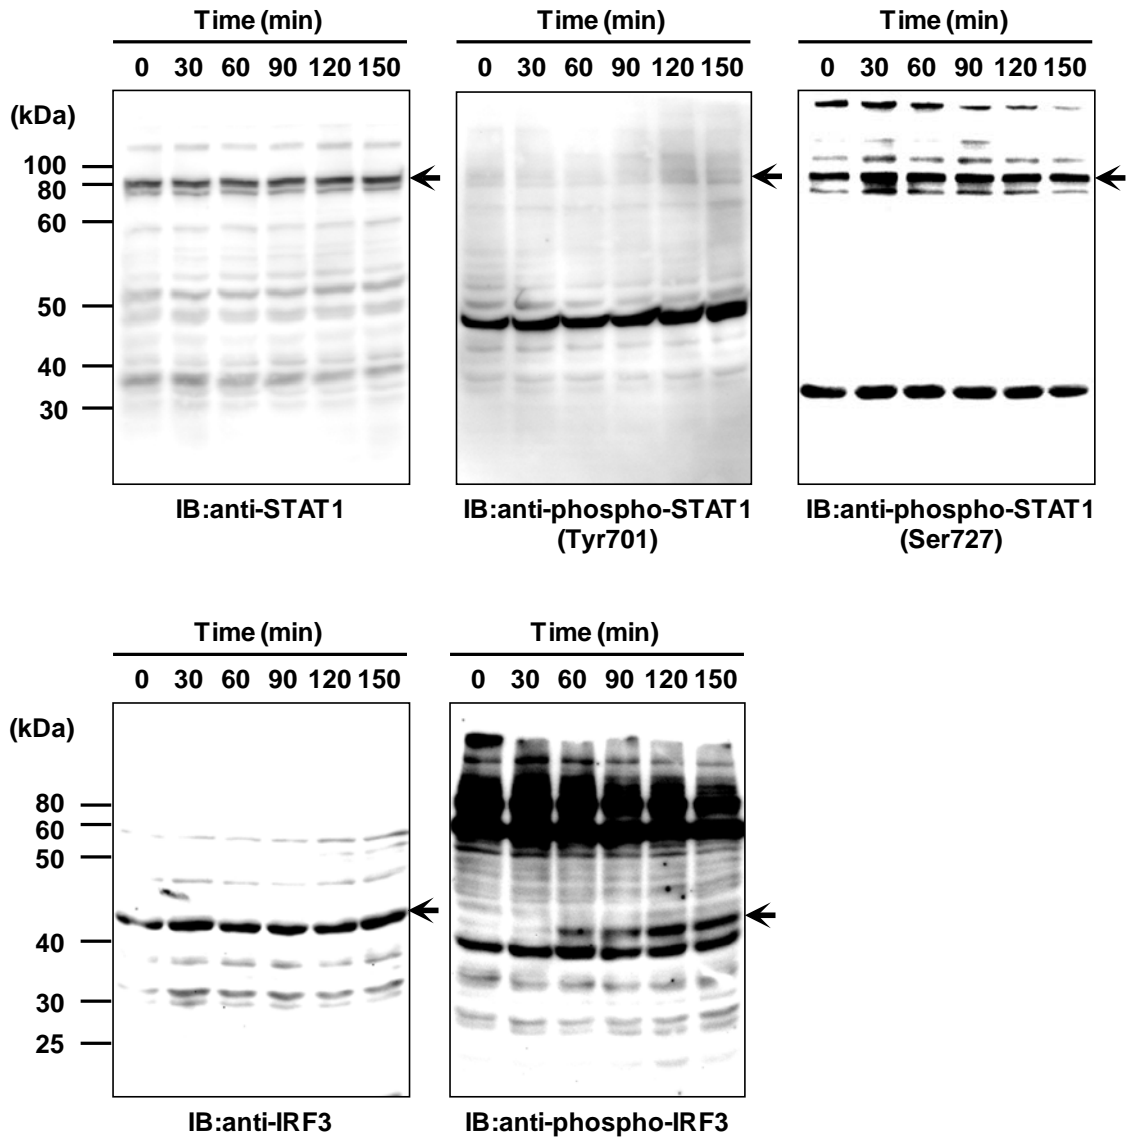 Time (min) Time (min) Time (min)
0 30 60 90 120 150 0 30 60 90 120 150 0 30 60 90 120 150
(kDa)
100
80
60
50
40
30
IB:anti-STAT1 IB:anti-phospho-STAT1 IB:anti-phospho-STAT1
(Tyr701) (Ser727)
Time (min) Time (min)
0 30 60 90 120 150 0 30 60 90 120 150
(kDa)
80
60
50
40
30
25
IB:anti-IRF3 IB:anti-phospho-IRF3